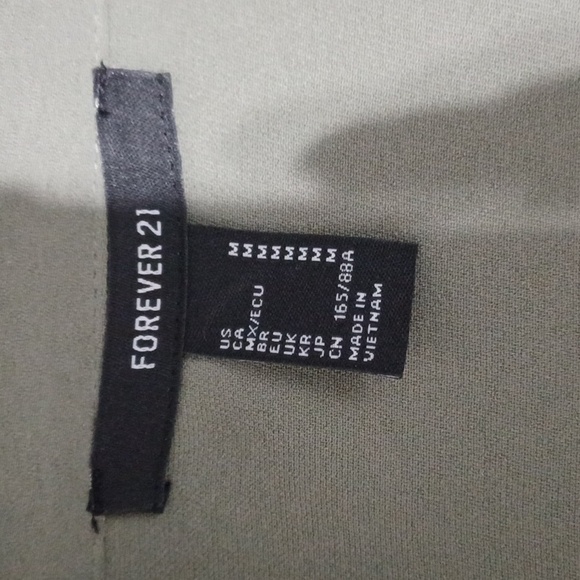 FOREVER 21
US M
CA M
MX/ECU M
BR M
EU M
UK M
KR M
JP M
CN 165/88A
MADE IN
VIETNAM